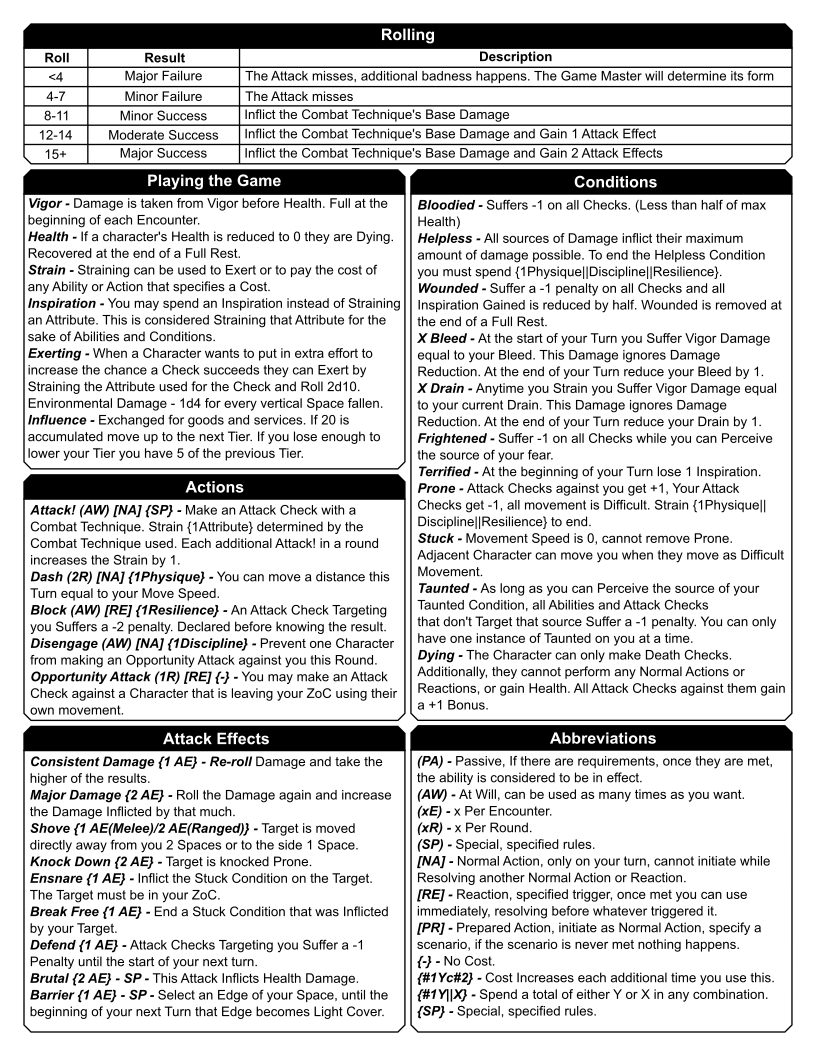 Rolling
Roll Result Description
<4 Major Failure The Attack misses, additional badness happens. The Game Master will determine its form
4-7 Minor Failure The Attack misses
8-11 Minor Success Inflict the Combat Technique's Base Damage
12-14 Moderate Success Inflict the Combat Technique's Base Damage and Gain 1 Attack Effect
15+ Major Success Inflict the Combat Technique's Base Damage and Gain 2 Attack Effects
Playing the Game
Vigor - Damage is taken from Vigor before Health. Full at the
beginning of each Encounter.
Health - If a character's Health is reduced to 0 they are Dying.
Recovered at the end of a Full Rest.
Strain - Straining can be used to Exert or to pay the cost of
any Ability or Action that specifies a Cost.
Inspiration - You may spend an Inspiration instead of Straining
an Attribute. This is considered Straining that Attribute for the
sake of Abilities and Conditions.
Exerting - When a Character wants to put in extra effort to
increase the chance a Check succeeds they can Exert by
Straining the Attribute used for the Check and Roll 2d10.
Environmental Damage - 1d4 for every vertical Space fallen.
Influence - Exchanged for goods and services. If 20 is
accumulated move up to the next Tier. If you lose enough to
lower your Tier you have 5 of the previous Tier.
Actions
Attack! (AW) [NA] {SP} - Make an Attack Check with a
Combat Technique. Strain {1Attribute} determined by the
Combat Technique used. Each additional Attack! in a round
increases the Strain by 1.
Dash (2R) [NA] {1Physique} - You can move a distance this
Turn equal to your Move Speed.
Block (AW) [RE] {1Resilience} - An Attack Check Targeting
you Suffers a -2 penalty. Declared before knowing the result.
Disengage (AW) [NA] {1Discipline} - Prevent one Character
from making an Opportunity Attack against you this Round.
Opportunity Attack (1R) [RE] {-} - You may make an Attack
Check against a Character that is leaving your ZoC using their
own movement.
Attack Effects
Consistent Damage {1 AE} - Re-roll Damage and take the
higher of the results.
Major Damage {2 AE} - Roll the Damage again and increase
the Damage Inflicted by that much.
Shove {1 AE(Melee)/2 AE(Ranged)} - Target is moved
directly away from you 2 Spaces or to the side 1 Space.
Knock Down {2 AE} - Target is knocked Prone.
Ensnare {1 AE} - Inflict the Stuck Condition on the Target.
The Target must be in your ZoC.
Break Free {1 AE} - End a Stuck Condition that was Inflicted
by your Target.
Defend {1 AE} - Attack Checks Targeting you Suffer a -1
Penalty until the start of your next turn.
Brutal {2 AE} - SP - This Attack Inflicts Health Damage.
Barrier {1 AE} - SP - Select an Edge of your Space, until the
beginning of your next Turn that Edge becomes Light Cover.
Conditions
Bloodied - Suffers -1 on all Checks. (Less than half of max
Health)
Helpless - All sources of Damage inflict their maximum
amount of damage possible. To end the Helpless Condition
you must spend {1Physique||Discipline||Resilience}.
Wounded - Suffer a -1 penalty on all Checks and all
Inspiration Gained is reduced by half. Wounded is removed at
the end of a Full Rest.
X Bleed - At the start of your Turn you Suffer Vigor Damage
equal to your Bleed. This Damage ignores Damage
Reduction. At the end of your Turn reduce your Bleed by 1.
X Drain - Anytime you Strain you Suffer Vigor Damage equal
to your current Drain. This Damage ignores Damage
Reduction. At the end of your Turn reduce your Drain by 1.
Frightened - Suffer -1 on all Checks while you can Perceive
the source of your fear.
Terrified - At the beginning of your Turn lose 1 Inspiration.
Prone - Attack Checks against you get +1, Your Attack
Checks get -1, all movement is Difficult. Strain {1Physique||
Discipline||Resilience} to end.
Stuck - Movement Speed is 0, cannot remove Prone.
Adjacent Character can move you when they move as Difficult
Movement.
Taunted - As long as you can Perceive the source of your
Taunted Condition, all Abilities and Attack Checks
that don't Target that source Suffer a -1 penalty. You can only
have one instance of Taunted on you at a time.
Dying - The Character can only make Death Checks.
Additionally, they cannot perform any Normal Actions or
Reactions, or gain Health. All Attack Checks against them gain
a +1 Bonus.
Abbreviations
(PA) - Passive, If there are requirements, once they are met,
the ability is considered to be in effect.
(AW) - At Will, can be used as many times as you want.
(xE) - x Per Encounter.
(xR) - x Per Round.
(SP) - Special, specified rules.
[NA] - Normal Action, only on your turn, cannot initiate while
Resolving another Normal Action or Reaction.
[RE] - Reaction, specified trigger, once met you can use
immediately, resolving before whatever triggered it.
[PR] - Prepared Action, initiate as Normal Action, specify a
scenario, if the scenario is never met nothing happens.
{-} - No Cost.
{#1Yc#2} - Cost Increases each additional time you use this.
{#1Y||X} - Spend a total of either Y or X in any combination.
{SP} - Special, specified rules.